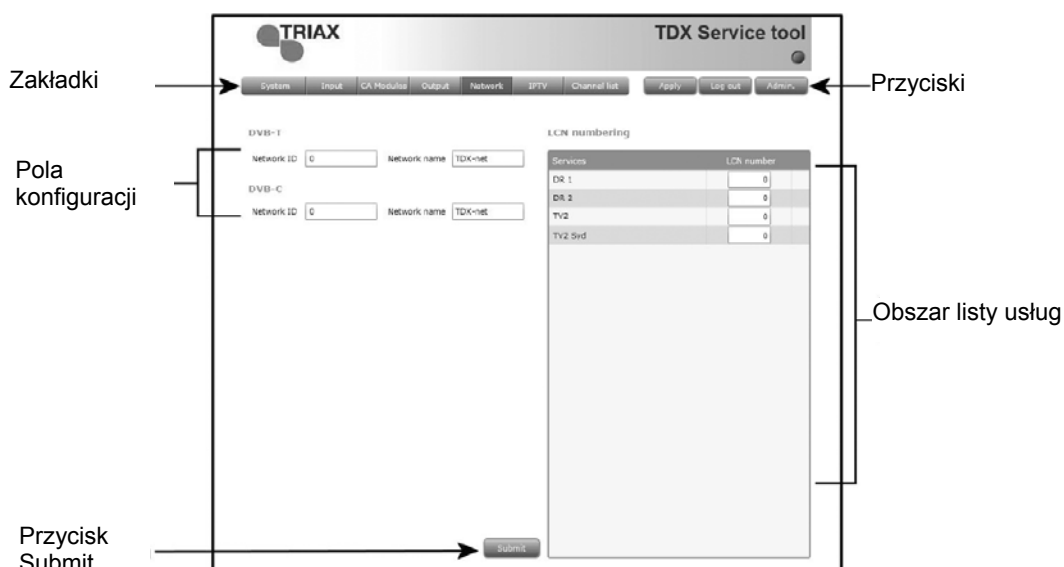 TRIAX
TDX Service tool
Zakładki
System Input CA Modules Output Network IPTV Channel list Apply Log out Admin.
Przyciski
DVB-T
LCN numbering
Network ID 0 Network name TDX-net
Services LCN number
Pola
konfiguracji
DVB-C
Network ID 0 Network name TDX-net
DR 1 0
DR 2 0
TV2 0
TV2 Syd 0
Obszar listy usług
Przycisk
Submit
Submit